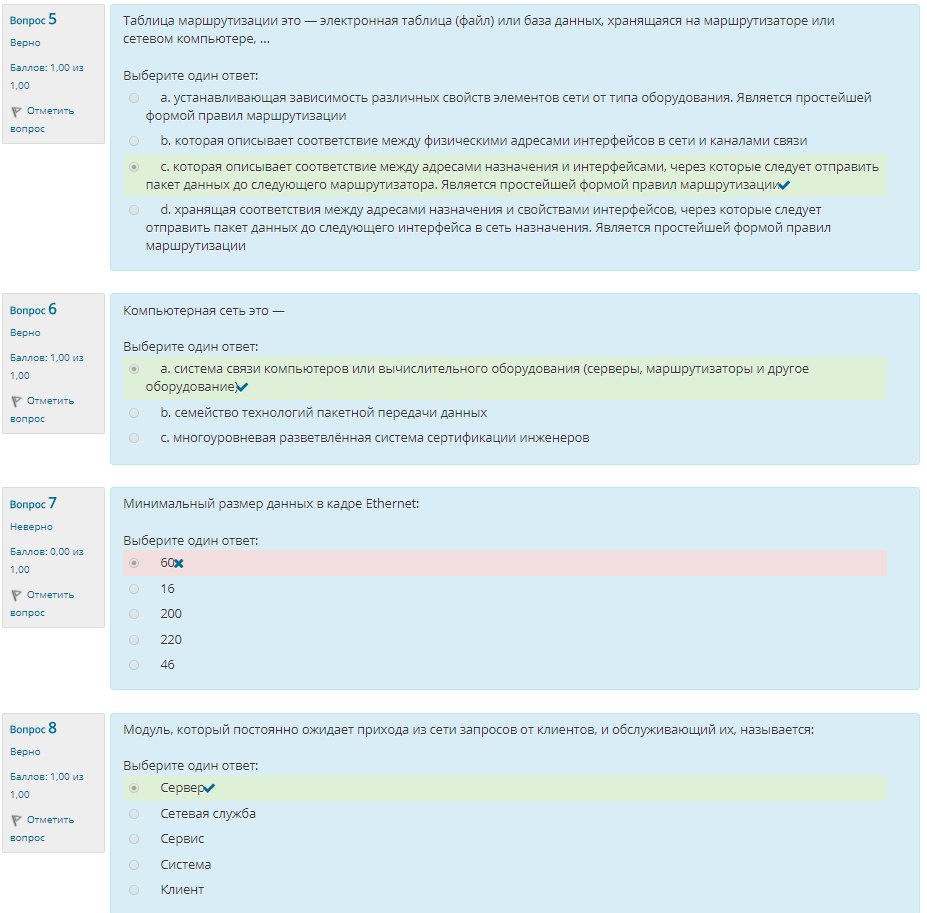 Вопрос 5
Верно
Баллов: 1,00 из
1,00
Отметить
вопрос
Таблица маршрутизации это — электронная таблица (файл) или база данных, хранящаяся на маршрутизаторе или
сетевом компьютере, ...
Выберите один ответ:
a. устанавливающая зависимость различных свойств элементов сети от типа оборудования. Является простейшей
формой правил маршрутизации
b. которая описывает соответствие между физическими адресами интерфейсов в сети и каналами связи
c. которая описывает соответствие между адресами назначения и интерфейсами, через которые следует отправить
пакет данных до следующего маршрутизатора. Является простейшей формой правил маршрутизации
d. хранящая соответствия между адресами назначения и свойствами интерфейсов, через которые следует
отправить пакет данных до следующего интерфейса в сеть назначения. Является простейшей формой правил
маршрутизации
Вопрос 6
Верно
Баллов: 1,00 из
1,00
Отметить
вопрос
Компьютерная сеть это —
Выберите один ответ:
a. система связи компьютеров или вычислительного оборудования (серверы, маршрутизаторы и другое
оборудование)
b. семейство технологий пакетной передачи данных
c. многоуровневая разветвлённая система сертификации инженеров
Вопрос 7
Неверно
Баллов: 0,00 из
1,00
Отметить
вопрос
Минимальный размер данных в кадре Ethernet:
Выберите один ответ:
60
16
200
220
46
Вопрос 8
Верно
Баллов: 1,00 из
1,00
Отметить
вопрос
Модуль, который постоянно ожидает прихода из сети запросов от клиентов, и обслуживающий их, называется:
Выберите один ответ:
Сервер
Сетевая служба
Сервис
Система
Клиент